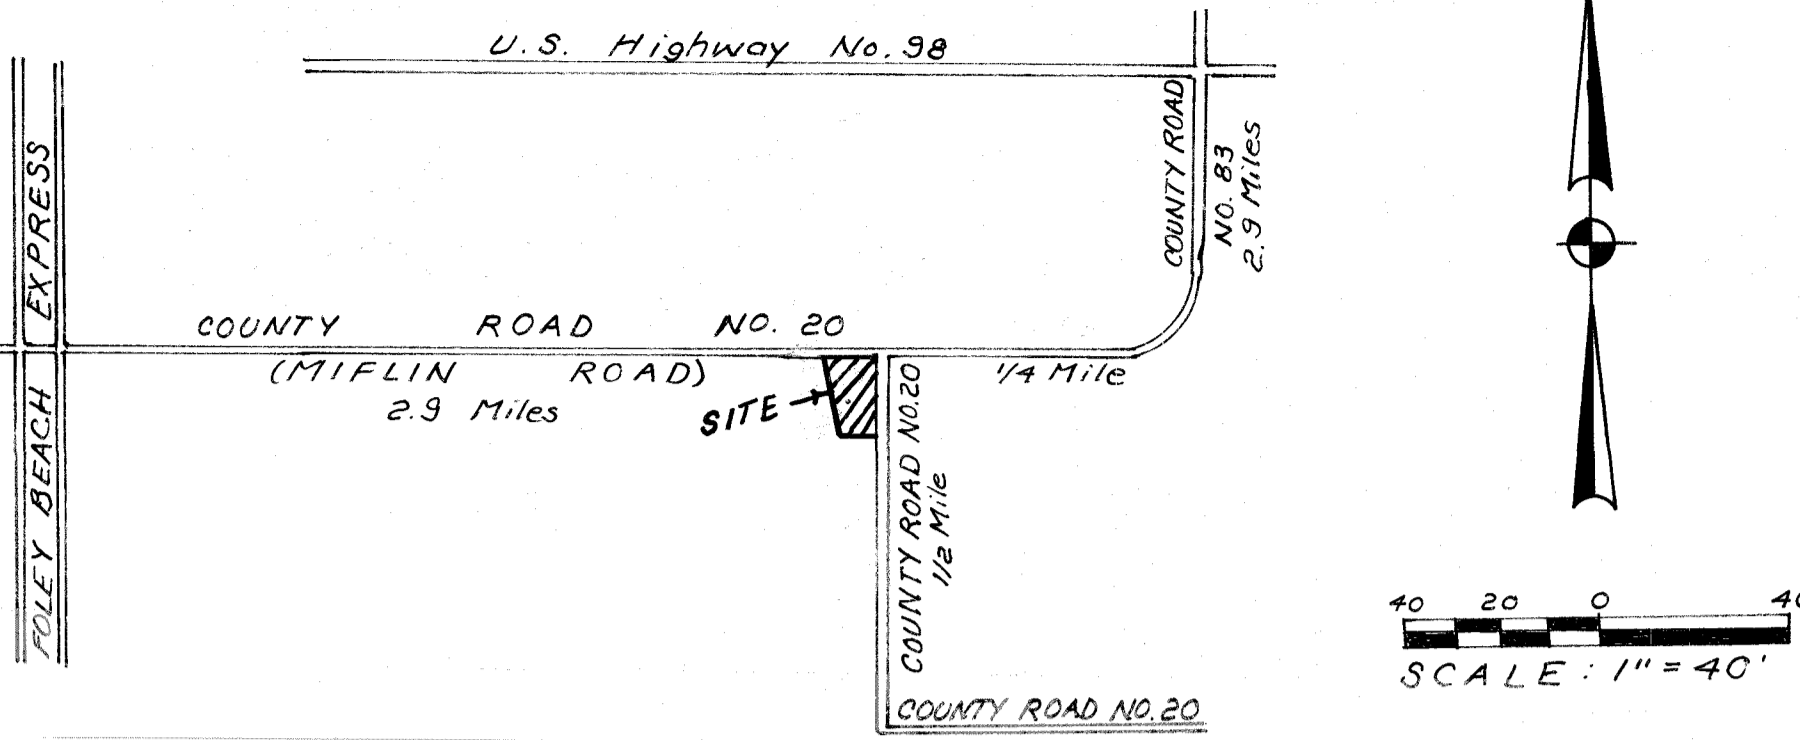 U.S. Highway No. 98
COUNTY ROAD
NO. 83
2.9 Miles
FOLEY BEACH EXPRESS
COUNTY ROAD NO. 20
(MIFLIN ROAD)
2.9 Miles
SITE
1/4 Mile
COUNTY ROAD NO. 20
1/2 Mile
COUNTY ROAD NO. 20
40 20 0 40
SCALE: 1" = 40'